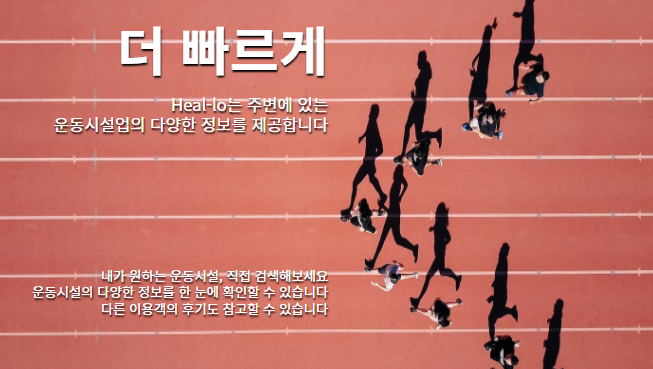 더 빠르게
Heal-lo는 주변에 있는
운동시설업의 다양한 정보를 제공합니다
내가 원하는 운동시설, 직접 검색해보세요
운동시설의 다양한 정보를 한 눈에 확인할 수 있습니다
다른 이용객의 후기도 참고할 수 있습니다